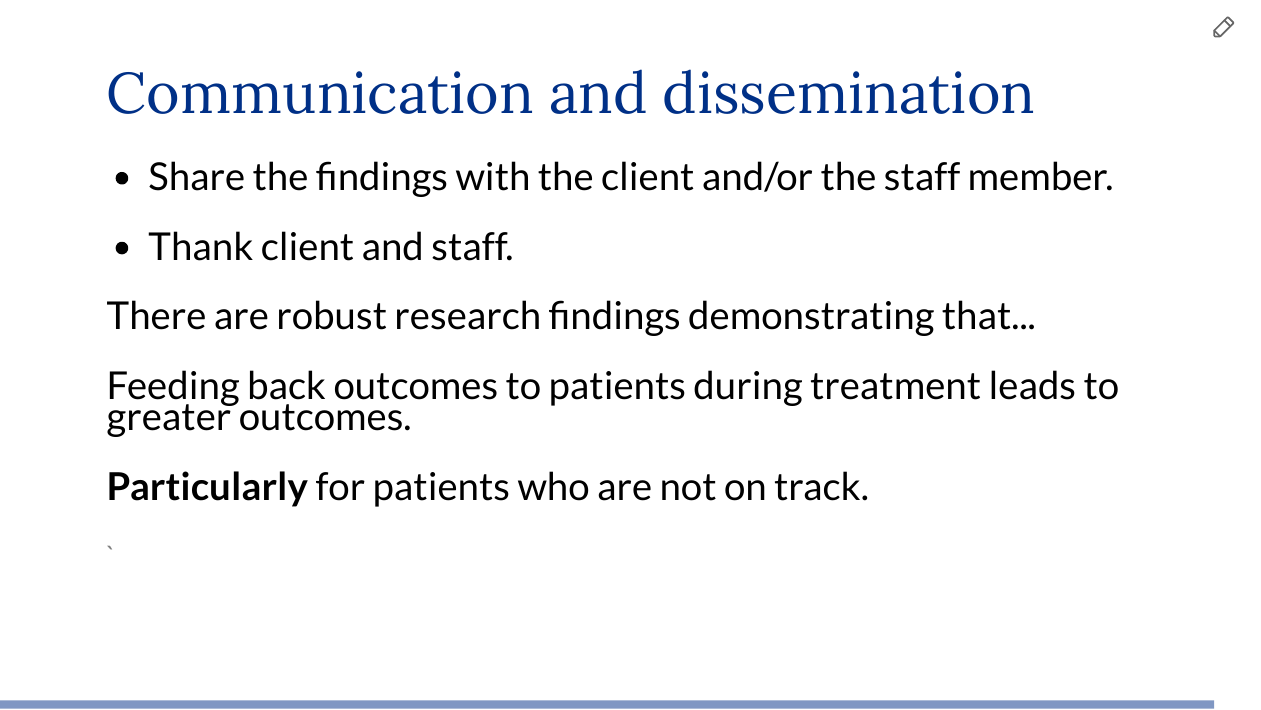 Communication and dissemination
• Share the findings with the client and/or the staff member.
• Thank client and staff.
There are robust research findings demonstrating that...
Feeding back outcomes to patients during treatment leads to
greater outcomes.
Particularly for patients who are not on track.
`